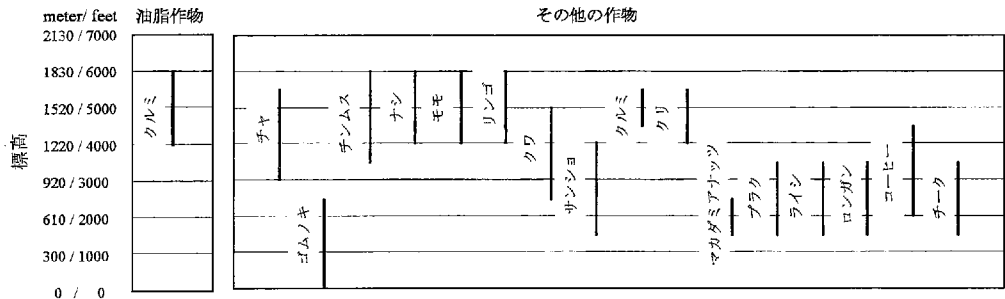 meter/ feet 油脂作物 その他の作物
2130 / 7000
1830 / 6000
1520 / 5000
1220 / 4000
920 / 3000
610 / 2000
300 / 1000
0 / 0
標高
クルミ
チャ
ゴムノキ
チンムス
ナシ
モモ
リンゴ
クワ
サンショ
クルミ
クリ
マカダミアナッツ
プラク
ライシ
ロンガン
コーヒー
チーク